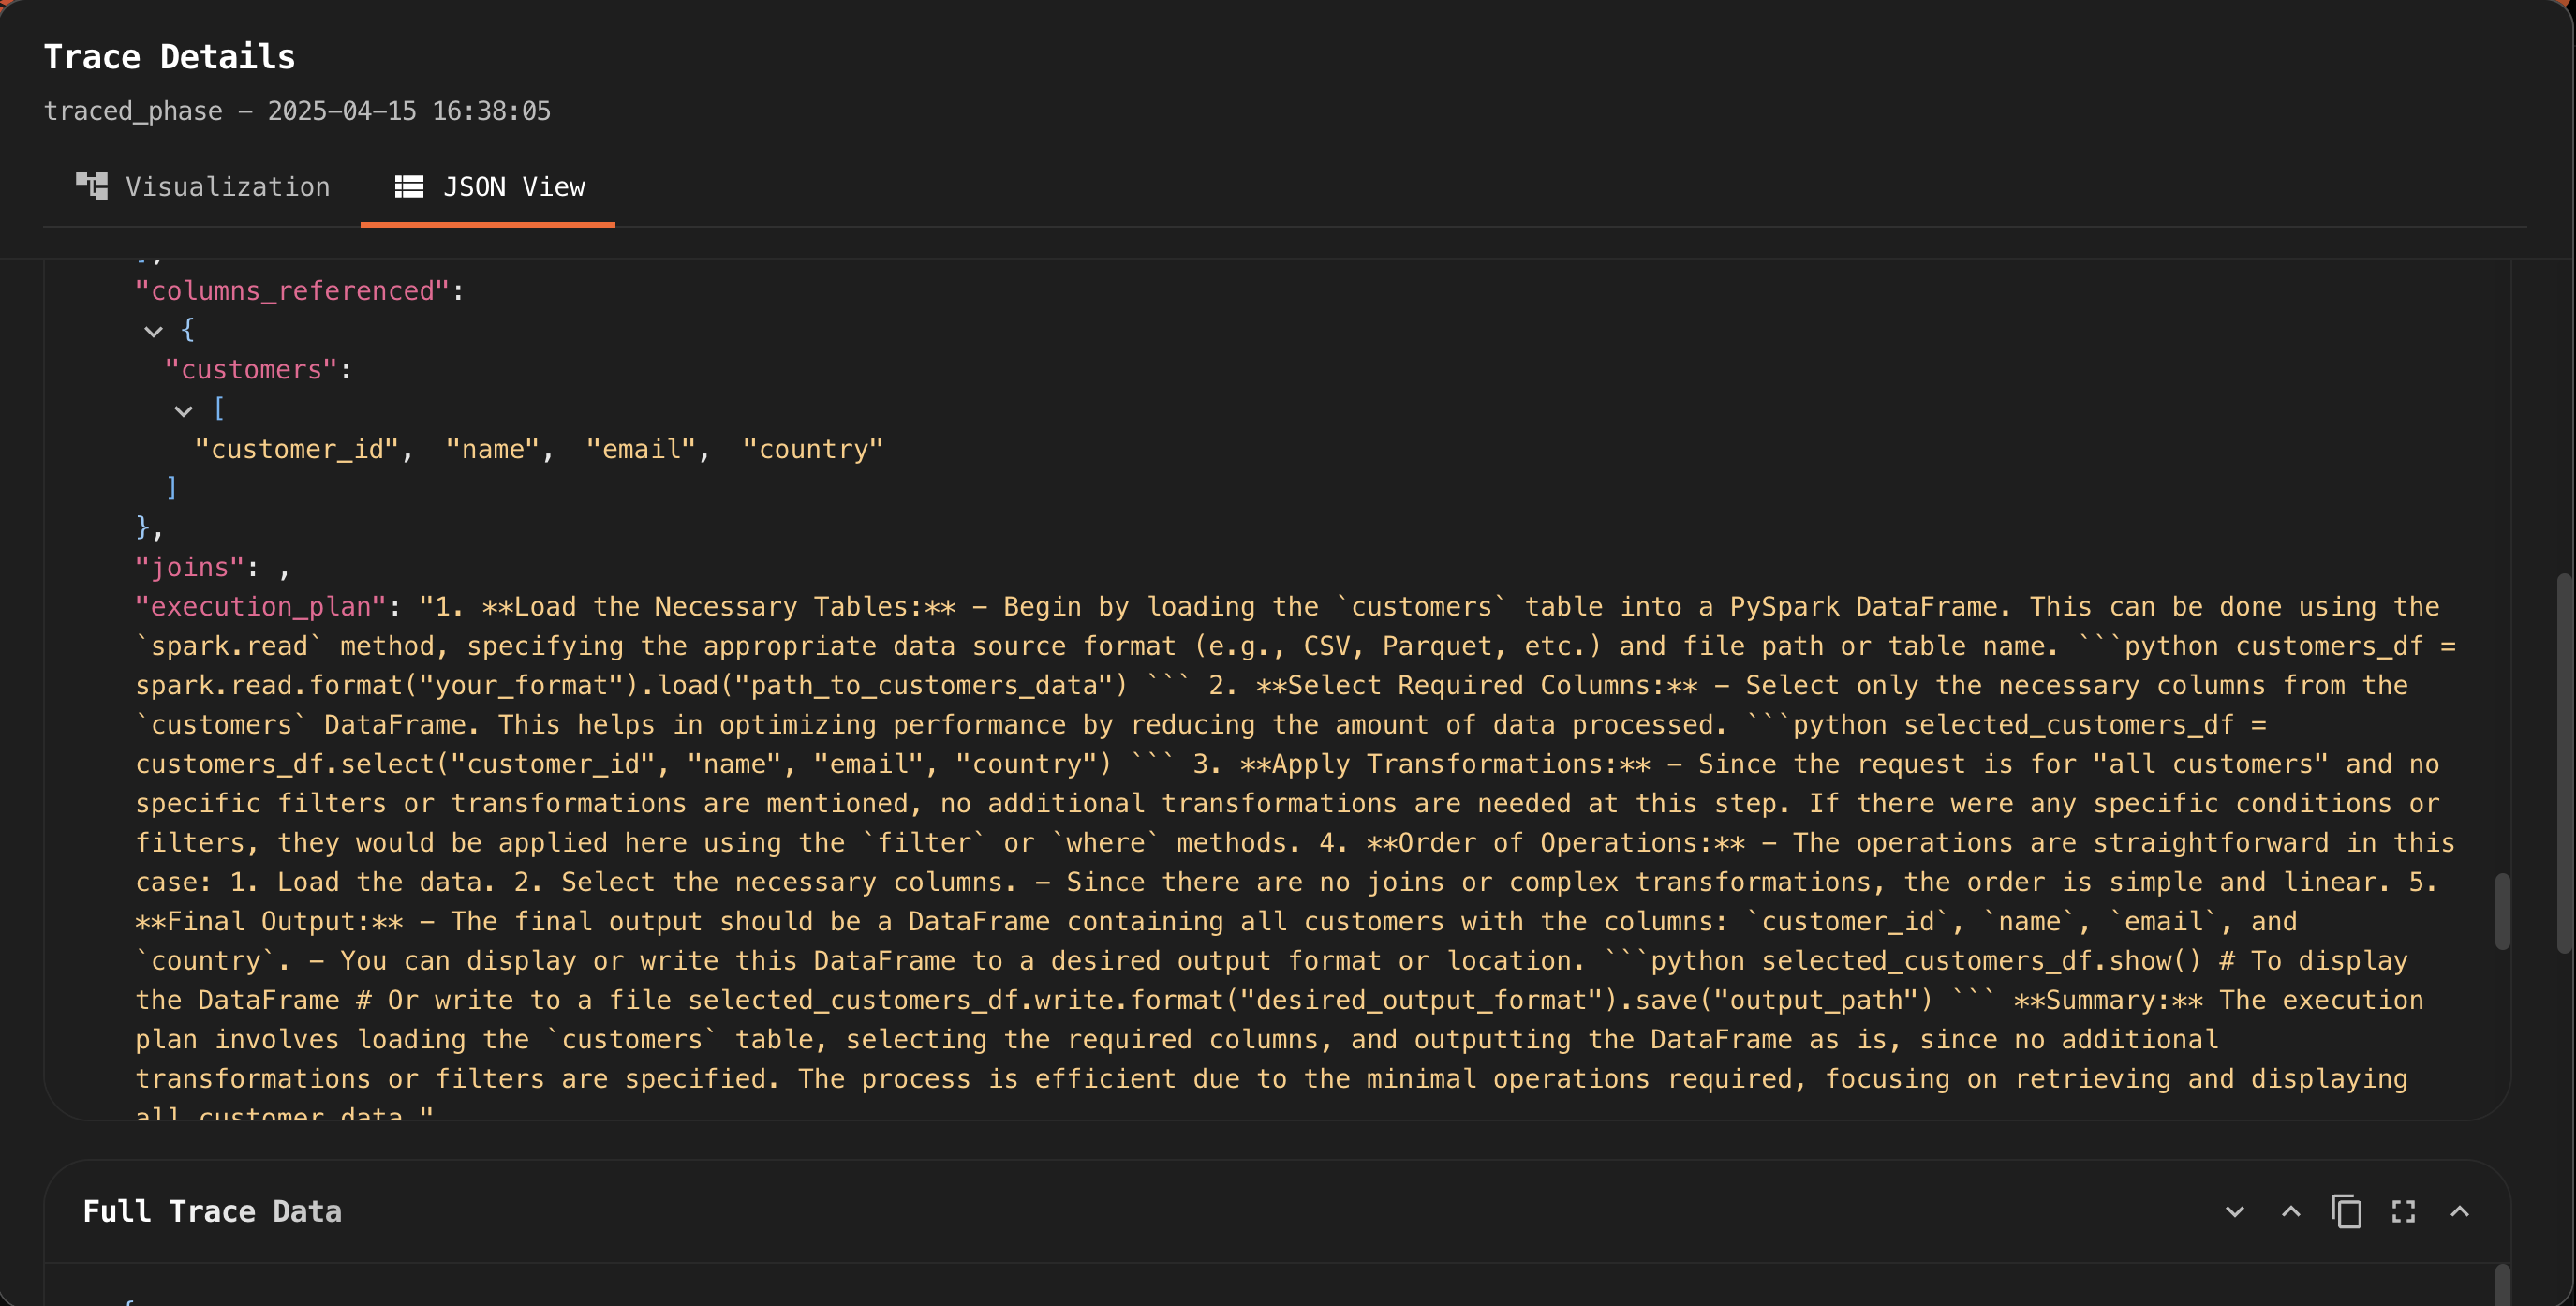 Trace Details
traced_phase – 2025–04–15 16:38:05
Visualization
JSON View
],
"columns_referenced":
{
"customers":
[
"customer_id", "name", "email", "country"
]
},
"joins": ,
"execution_plan": "1. **Load the Necessary Tables:** – Begin by loading the `customers` table into a PySpark DataFrame. This can be done using the
`spark.read` method, specifying the appropriate data source format (e.g., CSV, Parquet, etc.) and file path or table name. ```python customers_df =
spark.read.format("your_format").load("path_to_customers_data") ``` 2. **Select Required Columns:** – Select only the necessary columns from the
`customers` DataFrame. This helps in optimizing performance by reducing the amount of data processed. ```python selected_customers_df =
customers_df.select("customer_id", "name", "email", "country") ``` 3. **Apply Transformations:** – Since the request is for "all customers" and no
specific filters or transformations are mentioned, no additional transformations are needed at this step. If there were any specific conditions or
filters, they would be applied here using the `filter` or `where` methods. 4. **Order of Operations:** – The operations are straightforward in this
case: 1. Load the data. 2. Select the necessary columns. – Since there are no joins or complex transformations, the order is simple and linear. 5.
**Final Output:** – The final output should be a DataFrame containing all customers with the columns: `customer_id`, `name`, `email`, and
`country`. – You can display or write this DataFrame to a desired output format or location. ```python selected_customers_df.show() # To display
the DataFrame # Or write to a file selected_customers_df.write.format("desired_output_format").save("output_path") ``` **Summary:** The execution
plan involves loading the `customers` table, selecting the required columns, and outputting the DataFrame as is, since no additional
transformations or filters are specified. The process is efficient due to the minimal operations required, focusing on retrieving and displaying
all customer data."
Full Trace Data
{